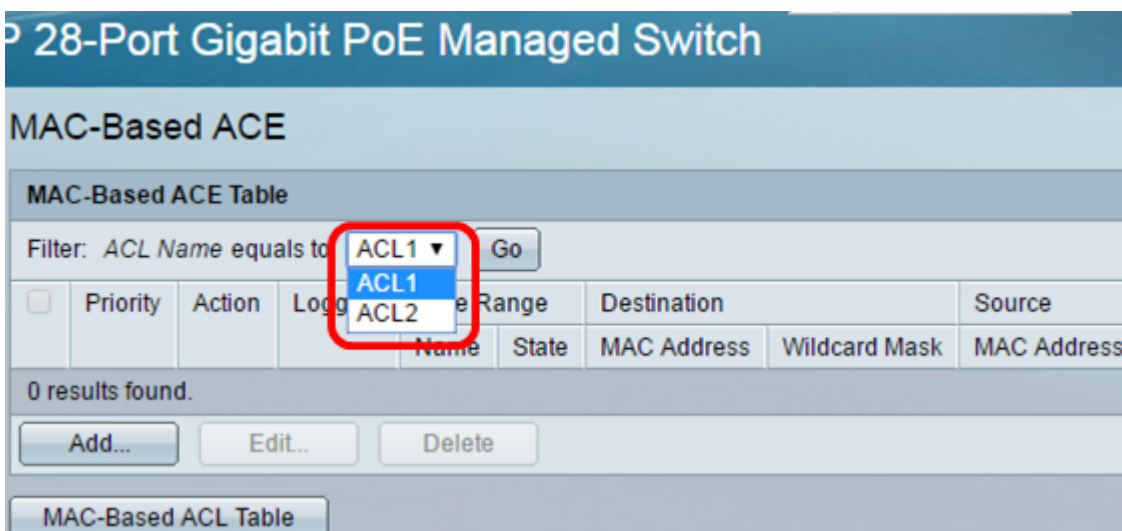 P 28-Port Gigabit PoE Managed Switch
MAC-Based ACE
MAC-Based ACE Table
Filter: ACL Name equals to ACL1 ▼ Go
ACL1
ACL2
Priority Action Range Destination Source
Name State MAC Address Wildcard Mask MAC Address
0 results found.
Add... Edit... Delete
MAC-Based ACL Table